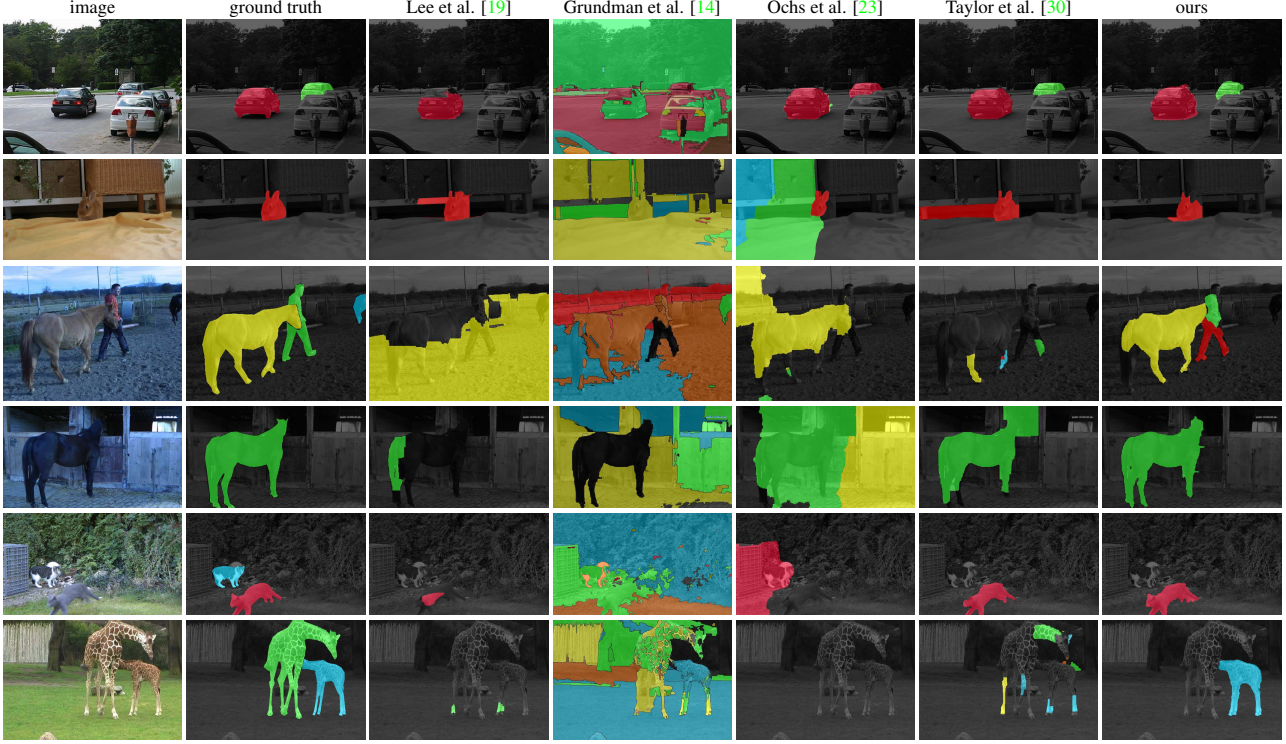 image ground truth Lee et al. [19] Grundman et al. [14] Ochs et al. [23] Taylor et al. [30] ours